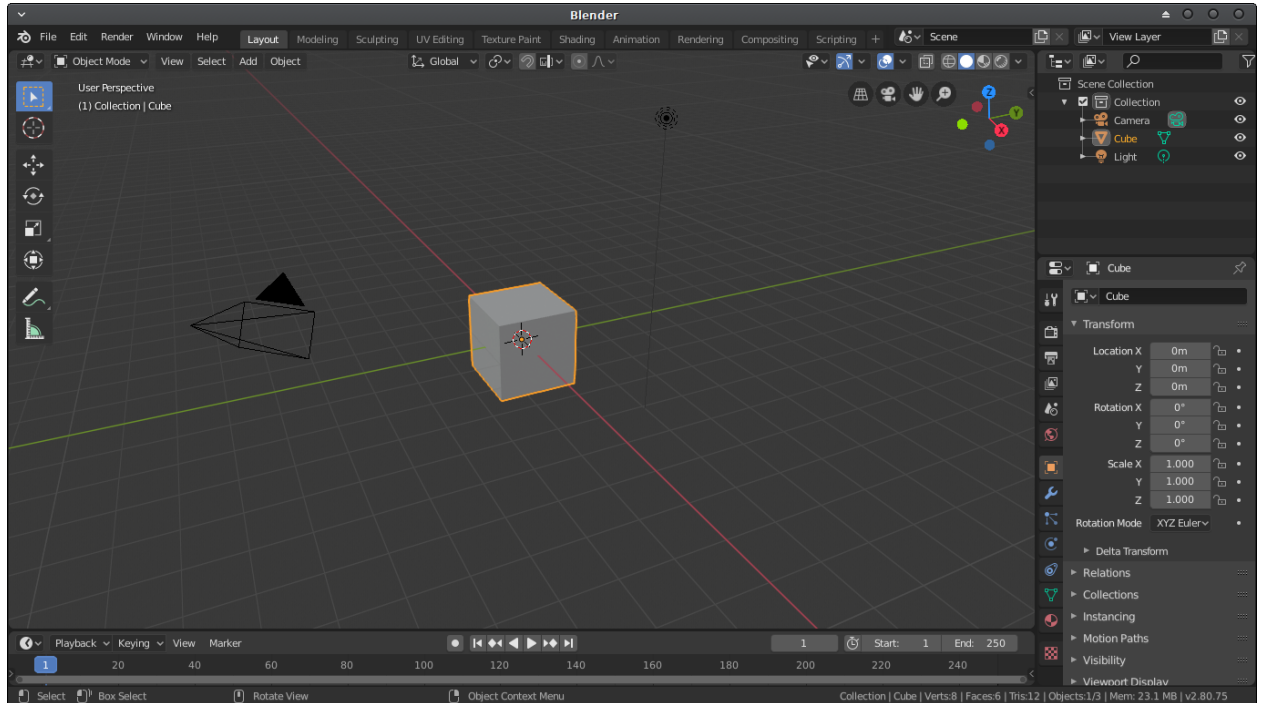 Blender
File Edit Render Window Help Layout Modeling Sculpting UV Editing Texture Paint Shading Animation Rendering Compositing Scripting + Scene View Layer
Object Mode View Select Add Object Global
User Perspective
(1) Collection | Cube
Z
Y
X
Scene Collection
Collection
Camera
Cube
Light
Cube
Cube
Transform
Location X 0m
Y 0m
Z 0m
Rotation X 0°
Y 0°
Z 0°
Scale X 1.000
Y 1.000
Z 1.000
Rotation Mode XYZ Euler
Delta Transform
Relations
Collections
Instancing
Motion Paths
Visibility
Viewport Display
Playback Keying View Marker 1 Start: 1 End: 250
1 20 40 60 80 100 120 140 160 180 200 220 240
Select Box Select Rotate View Object Context Menu Collection | Cube | Verts:8 | Faces:6 | Tris:12 | Objects:1/3 | Mem: 23.1 MB | v2.80.75